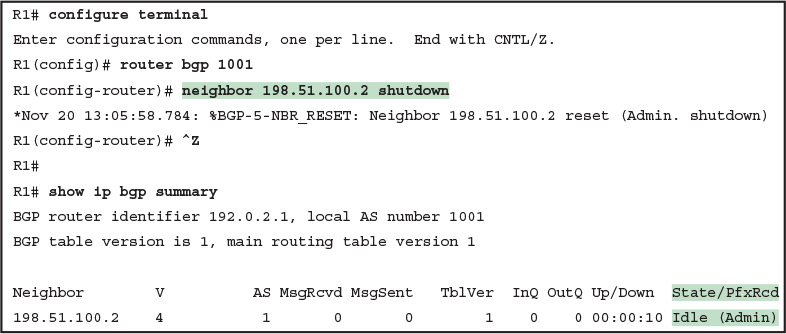 R1# configure terminal
Enter configuration commands, one per line.  End with CNTL/Z.
R1(config)# router bgp 1001
R1(config-router)# neighbor 198.51.100.2 shutdown
*Nov 20 13:05:58.784: %BGP-5-NBR_RESET: Neighbor 198.51.100.2 reset (Admin. shutdown)
R1(config-router)# ^Z
R1#
R1# show ip bgp summary
BGP router identifier 192.0.2.1, local AS number 1001
BGP table version is 1, main routing table version 1
Neighbor        V           AS MsgRcvd MsgSent   TblVer  InQ OutQ Up/Down  State/PfxRcd
198.51.100.2    4            1       0       0        1    0    0 00:00:10 Idle (Admin)